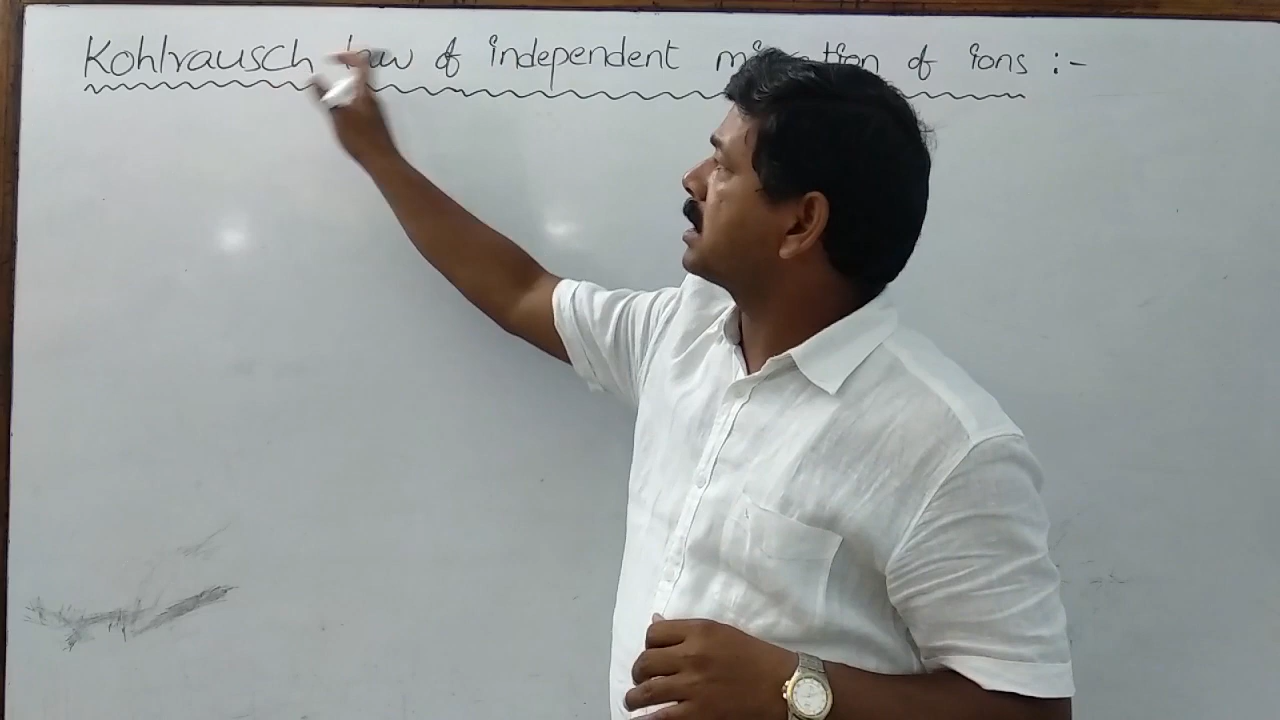 Kohlrausch law of independent migration of ions :-